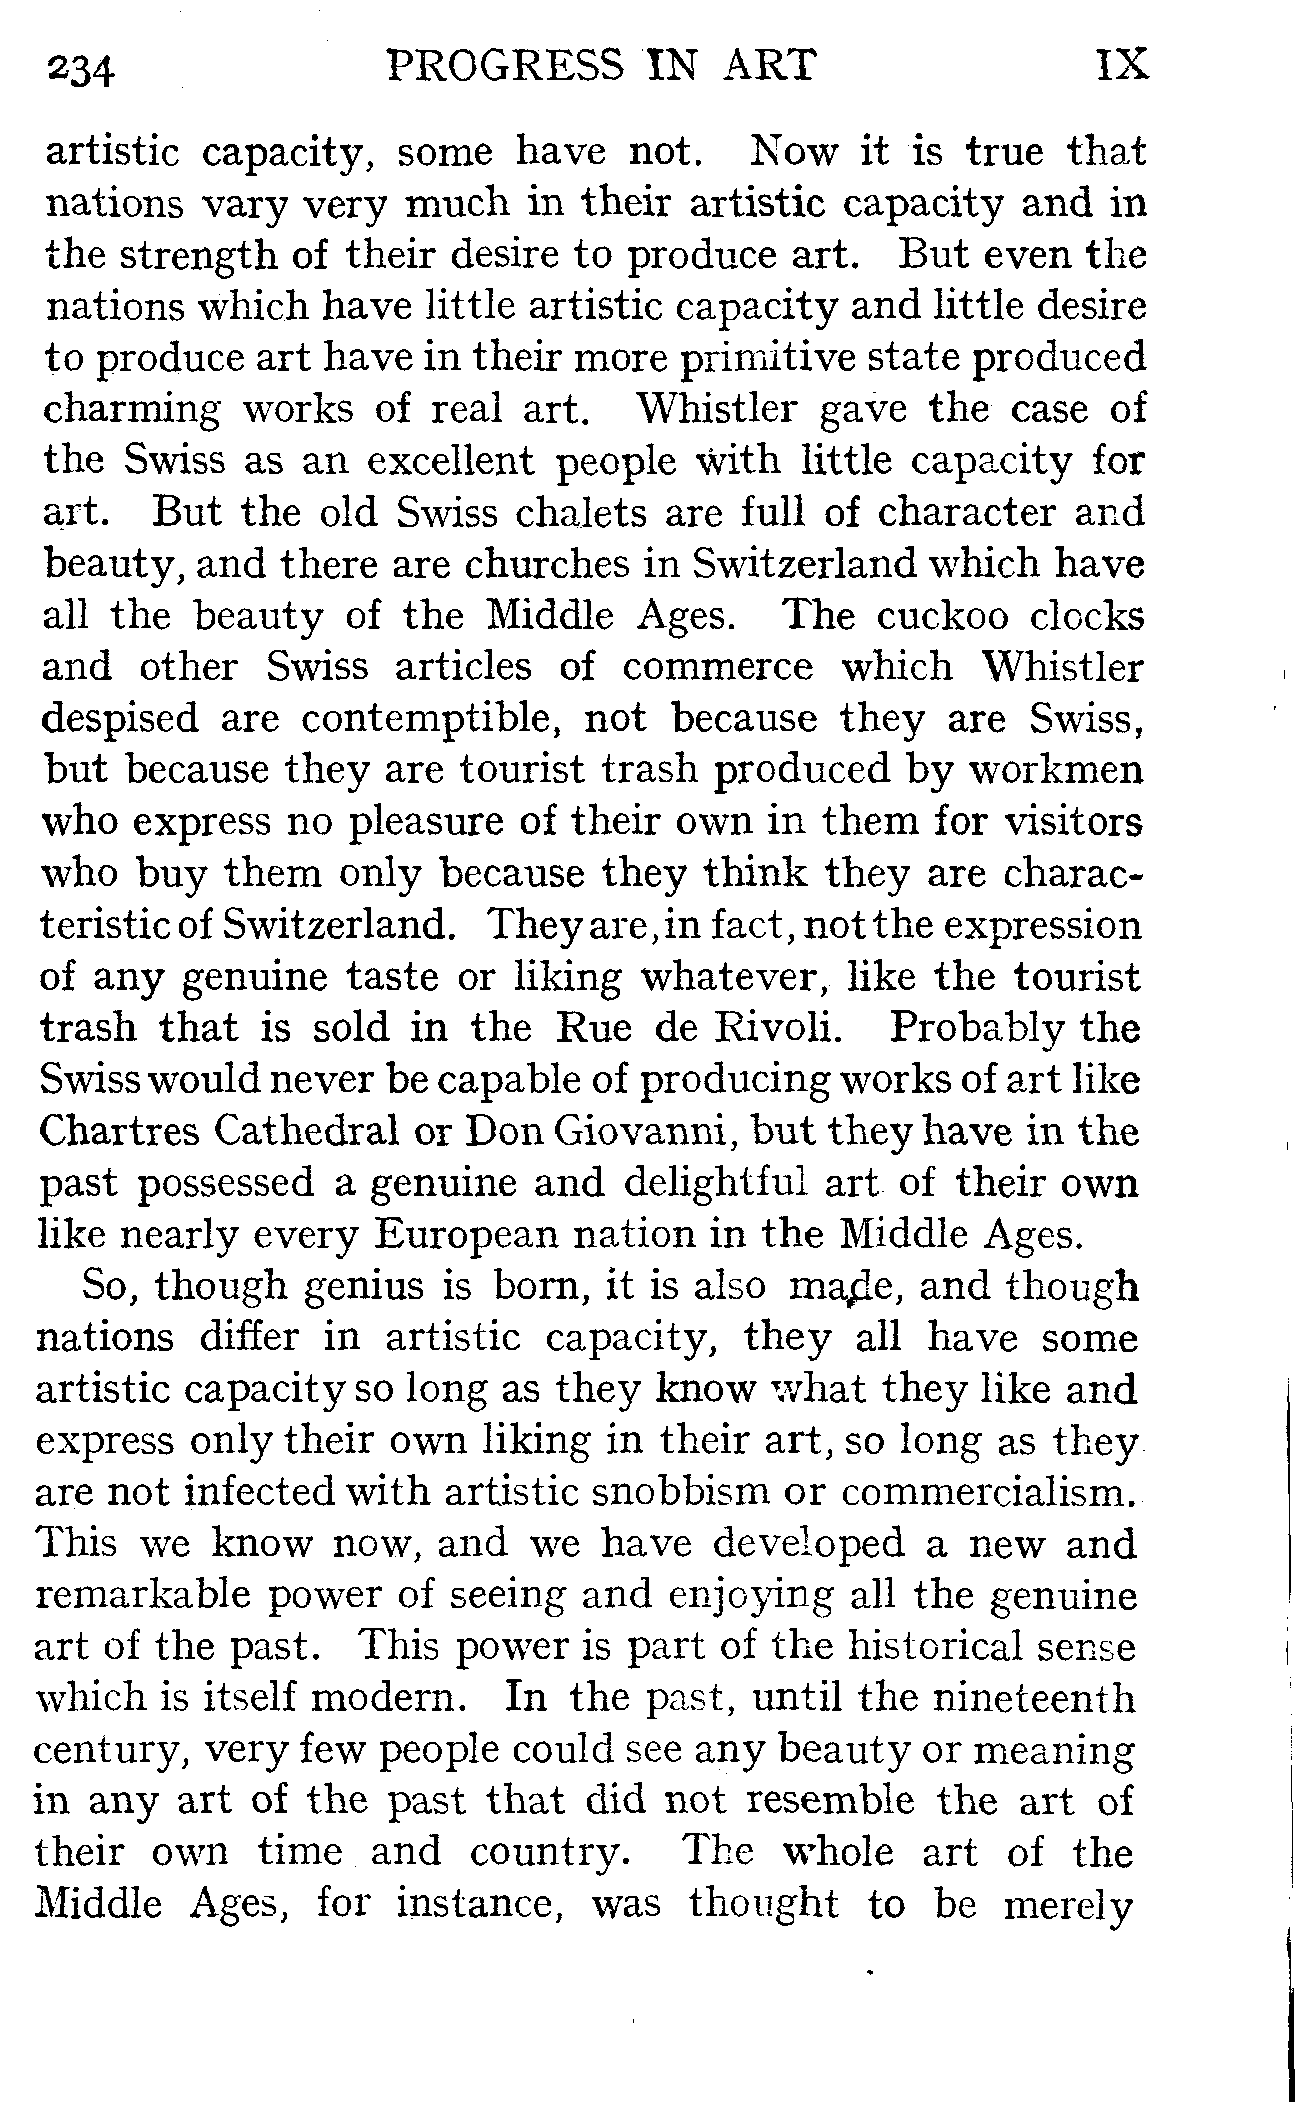 234 PROGRESS IN ART IX
artistic capacity, some have not. Now it is true that
nations vary very much in their artistic capacity and in
the strength of their desire to produce art. But even the
nations which have little artistic capacity and little desire
to produce art have in their more primitive state produced
charming works of real art. Whistler gave the case of
the Swiss as an excellent people with little capacity for
art. But the old Swiss chalets are full of character and
beauty, and there are churches in Switzerland which have
all the beauty of the Middle Ages. The cuckoo clocks
and other Swiss articles of commerce which Whistler
despised are contemptible, not because they are Swiss,
but because they are tourist trash produced by workmen
who express no pleasure of their own in them for visitors
who buy them only because they think they are charac-
teristic of Switzerland. They are, in fact, not the expression
of any genuine taste or liking whatever, like the tourist
trash that is sold in the Rue de Rivoli. Probably the
Swiss would never be capable of producing works of art like
Chartres Cathedral or Don Giovanni, but they have in the
past possessed a genuine and delightful art of their own
like nearly every European nation in the Middle Ages.
So, though genius is born, it is also made, and though
nations differ in artistic capacity, they all have some
artistic capacity so long as they know what they like and
express only their own liking in their art, so long as they
are not infected with artistic snobbism or commercialism.
This we know now, and we have developed a new and
remarkable power of seeing and enjoying all the genuine
art of the past. This power is part of the historical sense
which is itself modern. In the past, until the nineteenth
century, very few people could see any beauty or meaning
in any art of the past that did not resemble the art of
their own time and country. The whole art of the
Middle Ages, for instance, was thought to be merely